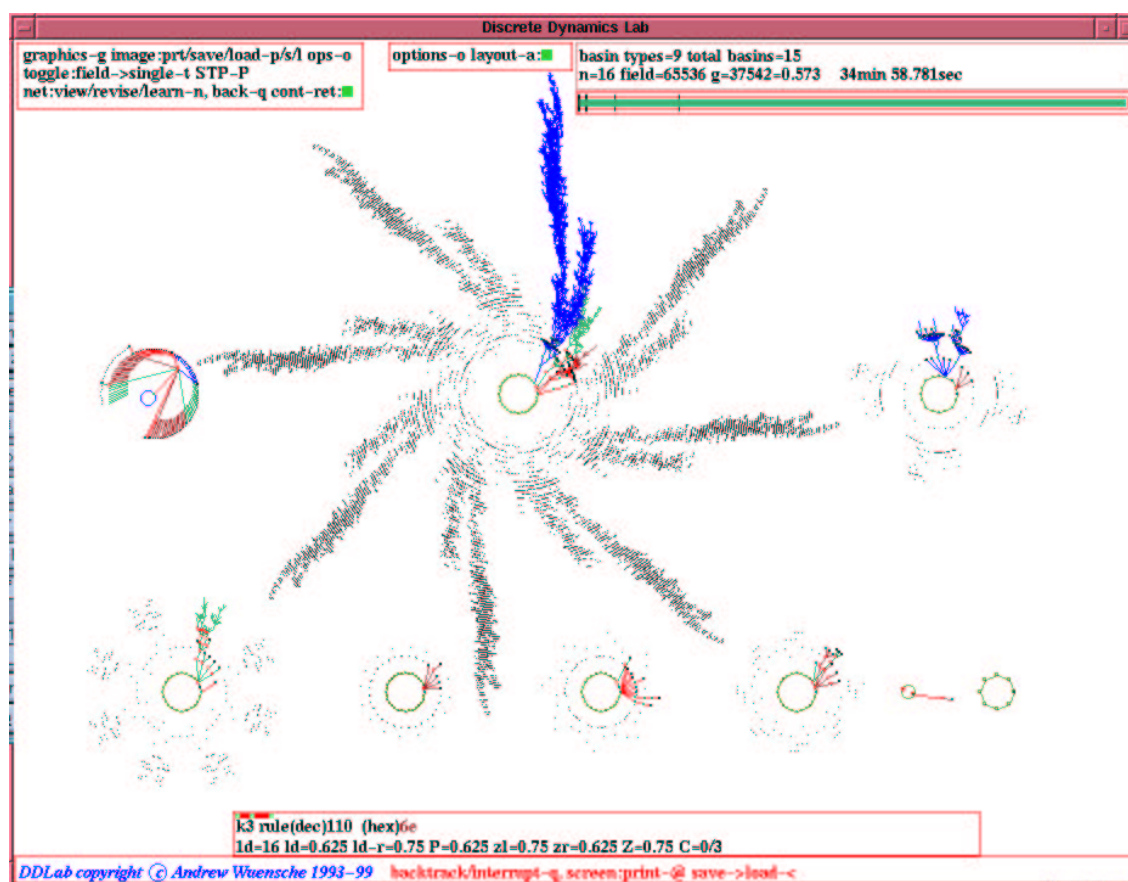 Discrete Dynamics Lab
graphics-g image:prt/save/load-p/s/l ops-o
toggle:field->single-t STP-P
net:view/revise/learn-n, back-q cont-ret:
options-o layout-a:
basin types=9 total basins=15
n=16 field=65536 g=37542=0.573 34min 58.781sec
k3 rule(dec)110 (hex)6e
1d=16 ld=0.625 ld-r=0.75 P=0.625 zl=0.75 zr=0.625 Z=0.75 C=0/3
DDLab copyright © Andrew Wuensche 1993-99 backtrack/interrupt-q, screen:print-@ save->load-<